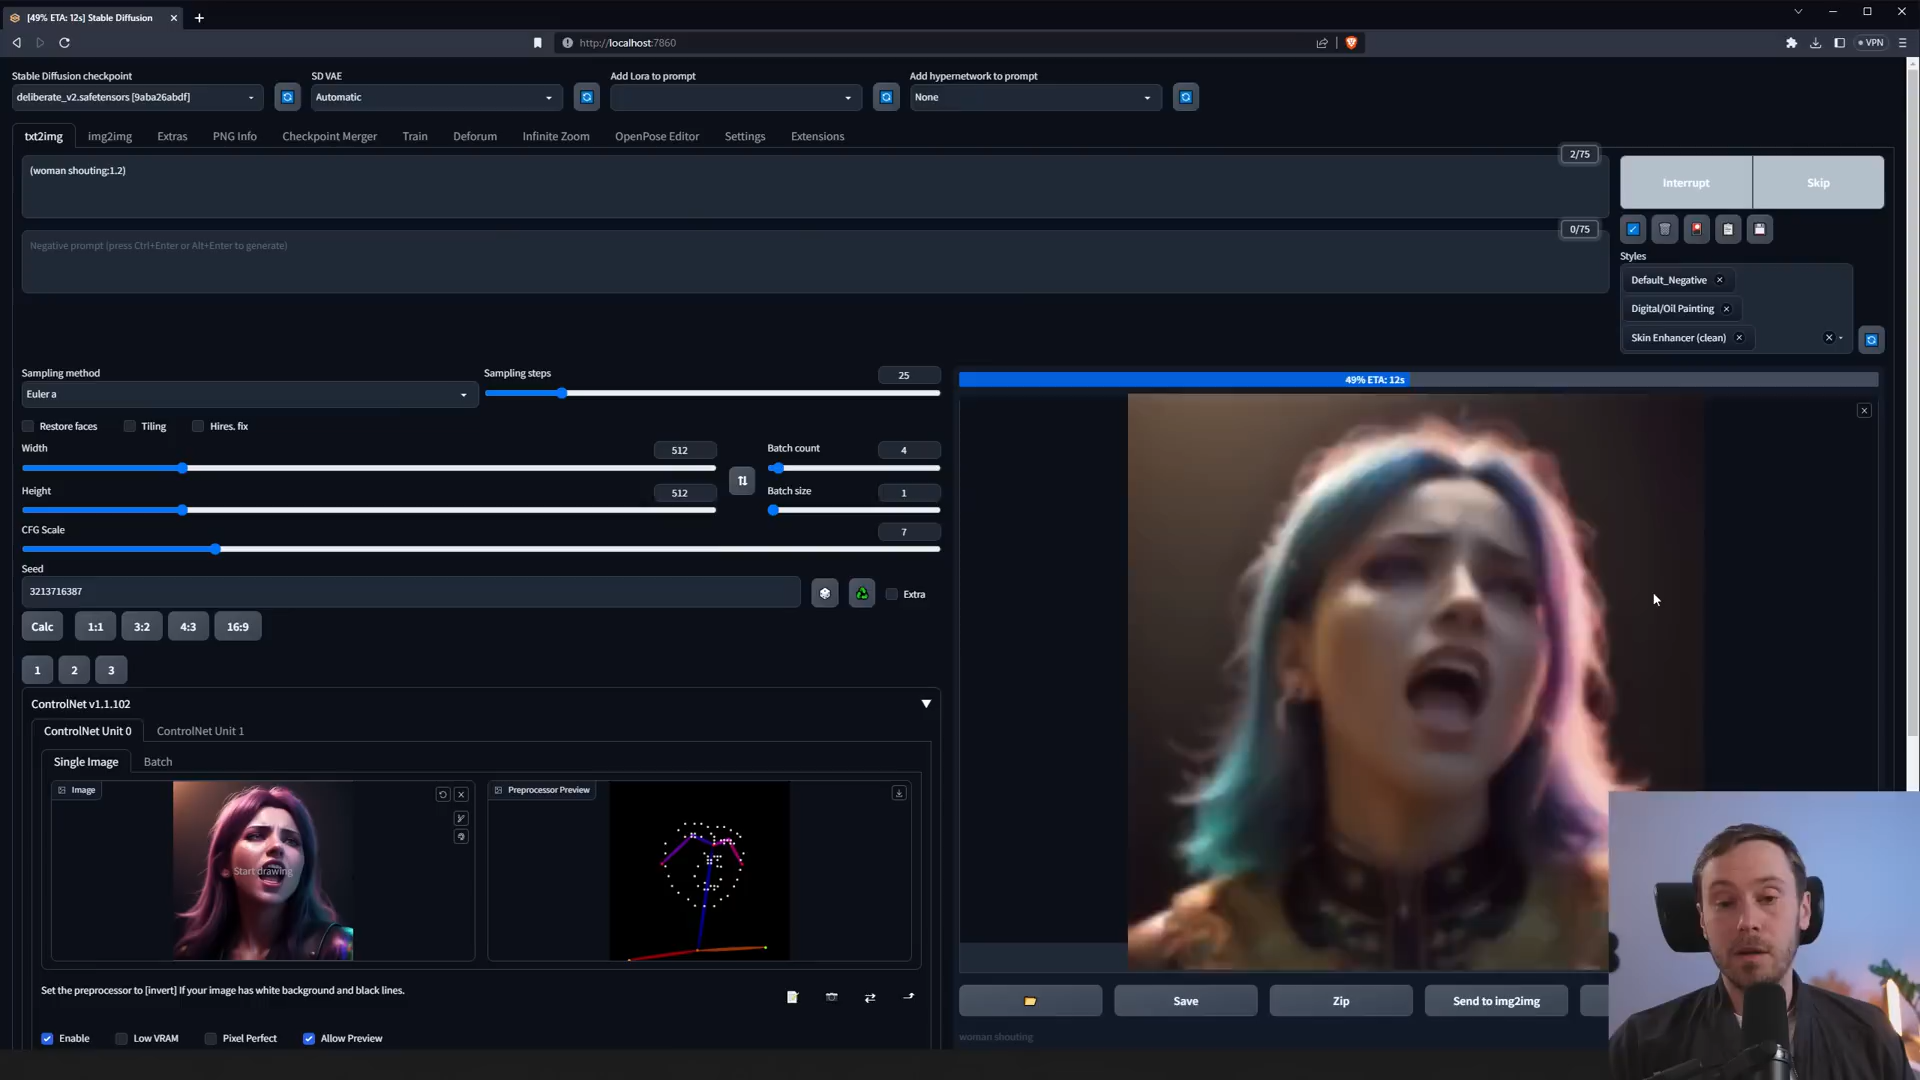 [49% ETA: 12s] Stable Diffusion
http://localhost:7860
VPN
Stable Diffusion checkpoint
deliberate_v2.safetensors [9aba26abdf]
SD VAE
Automatic
Add Lora to prompt
Add hypernetwork to prompt
None
txt2img
img2img
Extras
PNG Info
Checkpoint Merger
Train
Deforum
Infinite Zoom
OpenPose Editor
Settings
Extensions
2/75
(woman shouting:1.2)
Interrupt
Skip
0/75
Negative prompt (press Ctrl+Enter or Alt+Enter to generate)
Styles
Default_Negative
Digital/Oil Painting
Skin Enhancer (clean)
Sampling method
Euler a
Sampling steps
25
49% ETA: 12s
Restore faces
Tiling
Hires. fix
Width
512
Batch count
4
Height
512
Batch size
1
CFG Scale
7
Seed
3213716387
Extra
Calc
1:1
3:2
4:3
16:9
1
2
3
ControlNet v1.1.102
ControlNet Unit 0
ControlNet Unit 1
Single Image
Batch
Image
Start drawing
Preprocessor Preview
Set the preprocessor to [invert] If your image has white background and black lines.
Save
Zip
Send to img2img
Enable
Low VRAM
Pixel Perfect
Allow Preview
woman shouting